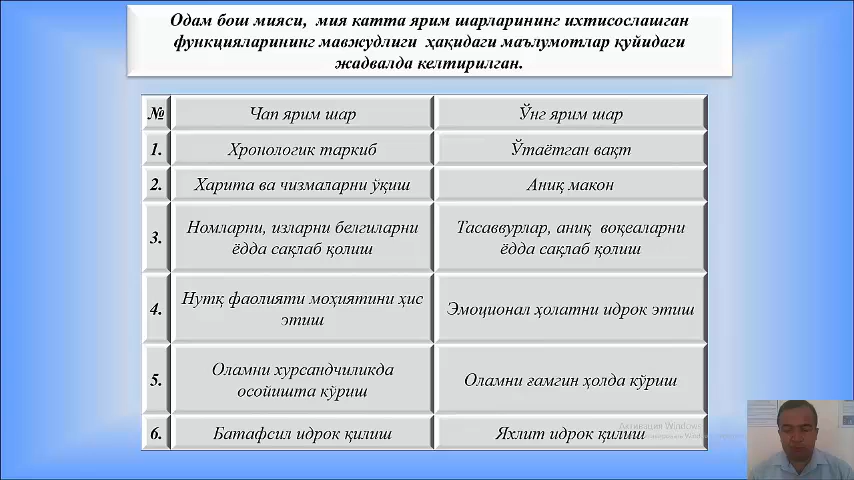 Одам бош мияси, мия катта ярим шарларининг ихтисослашган
функцияларининг мавжудлиги ҳақидаги маълумотлар қуйидаги
жадвалда келтирилган.
№ Чап ярим шар Ўнг ярим шар
1. Хронологик таркиб Ўтаётган вақт
2. Харита ва чизмаларни ўқиш Аниқ макон
3. Номларни, изларни белгиларни
ёдда сақлаб қолиш
Тасаввурлар, аниқ воқеаларни
ёдда сақлаб қолиш
4. Нутқ фаолияти моҳиятини ҳис
этиш
Эмоционал ҳолатни идрок этиш
5. Оламни хурсандчиликда
осойишта кўриш
Оламни ғамгин ҳолда кўриш
6. Батафсил идрок қилиш Яхлит идрок қилиш
Активация Windows